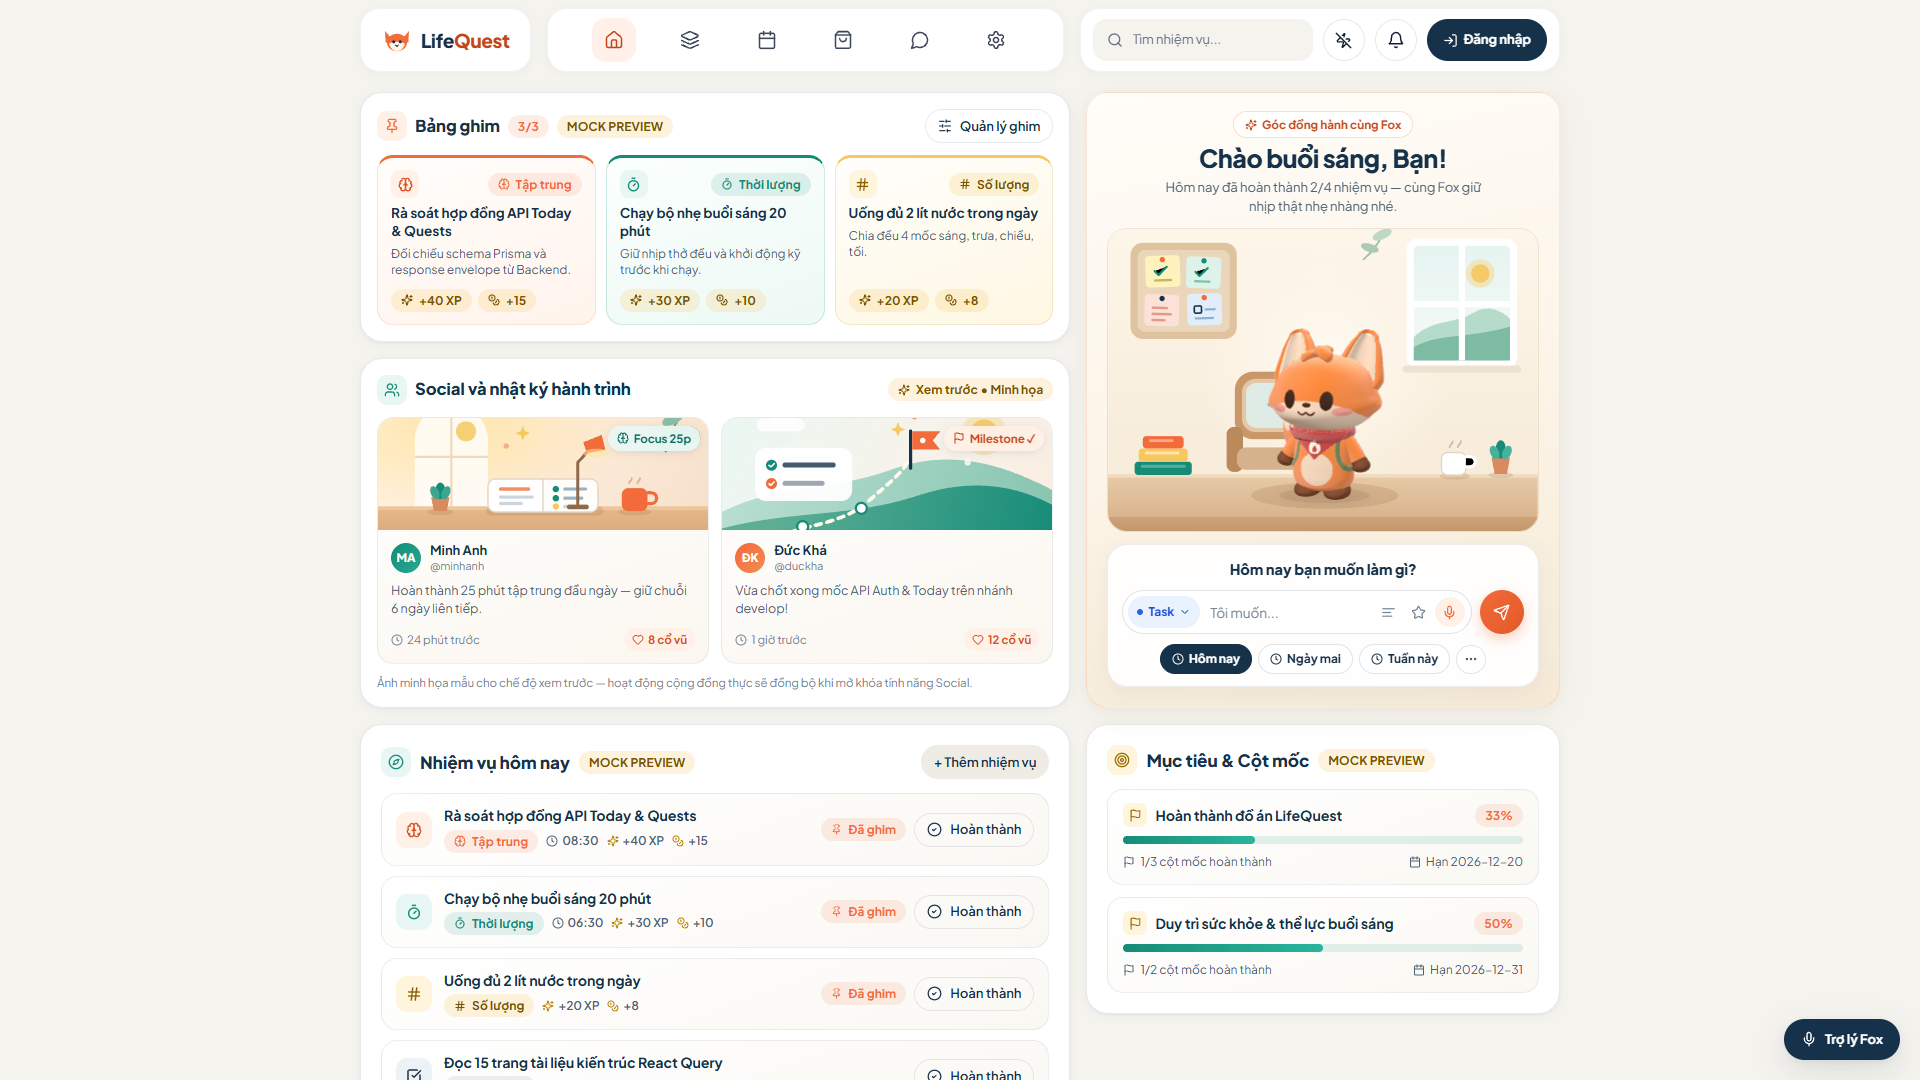 LifeQuest
Tìm nhiệm vụ...
Đăng nhập
Bảng ghim 3/3 MOCK PREVIEW Quản lý ghim
Tập trung
Rà soát hợp đồng API Today
& Quests
Đối chiếu schema Prisma và
response envelope từ Backend.
+40 XP +15
Thời lượng
Chạy bộ nhẹ buổi sáng 20
phút
Giữ nhịp thở đều và khởi động kỹ
trước khi chạy.
+30 XP +10
Số lượng
Uống đủ 2 lít nước trong ngày
Chia đều 4 mốc sáng, trưa, chiều,
tối.
+20 XP +8
Góc đồng hành cùng Fox
Chào buổi sáng, Bạn!
Hôm nay đã hoàn thành 2/4 nhiệm vụ — cùng Fox giữ
nhịp thật nhẹ nhàng nhé.
Social và nhật ký hành trình Xem trước • Minh họa
Focus 25p
MA Minh Anh
@minhanh
Hoàn thành 25 phút tập trung đầu ngày — giữ chuỗi
6 ngày liên tiếp.
24 phút trước 8 cổ vũ
Milestone ✓
ĐK Đức Khá
@duckha
Vừa chốt xong mốc API Auth & Today trên nhánh
develop!
1 giờ trước 12 cổ vũ
Ảnh minh họa mẫu cho chế độ xem trước — hoạt động cộng đồng thực sẽ đồng bộ khi mở khóa tính năng Social.
Hôm nay bạn muốn làm gì?
Task Tôi muốn...
Hôm nay Ngày mai Tuần này ...
Nhiệm vụ hôm nay MOCK PREVIEW + Thêm nhiệm vụ
Rà soát hợp đồng API Today & Quests
Tập trung 08:30 +40 XP +15
Đã ghim Hoàn thành
Chạy bộ nhẹ buổi sáng 20 phút
Thời lượng 06:30 +30 XP +10
Đã ghim Hoàn thành
Uống đủ 2 lít nước trong ngày
Số lượng +20 XP +8
Đã ghim Hoàn thành
Đọc 15 trang tài liệu kiến trúc React Query
Hoàn thành
Mục tiêu & Cột mốc MOCK PREVIEW
Hoàn thành đồ án LifeQuest 33%
1/3 cột mốc hoàn thành Hạn 2026-12-20
Duy trì sức khỏe & thể lực buổi sáng 50%
1/2 cột mốc hoàn thành Hạn 2026-12-31
Trợ lý Fox